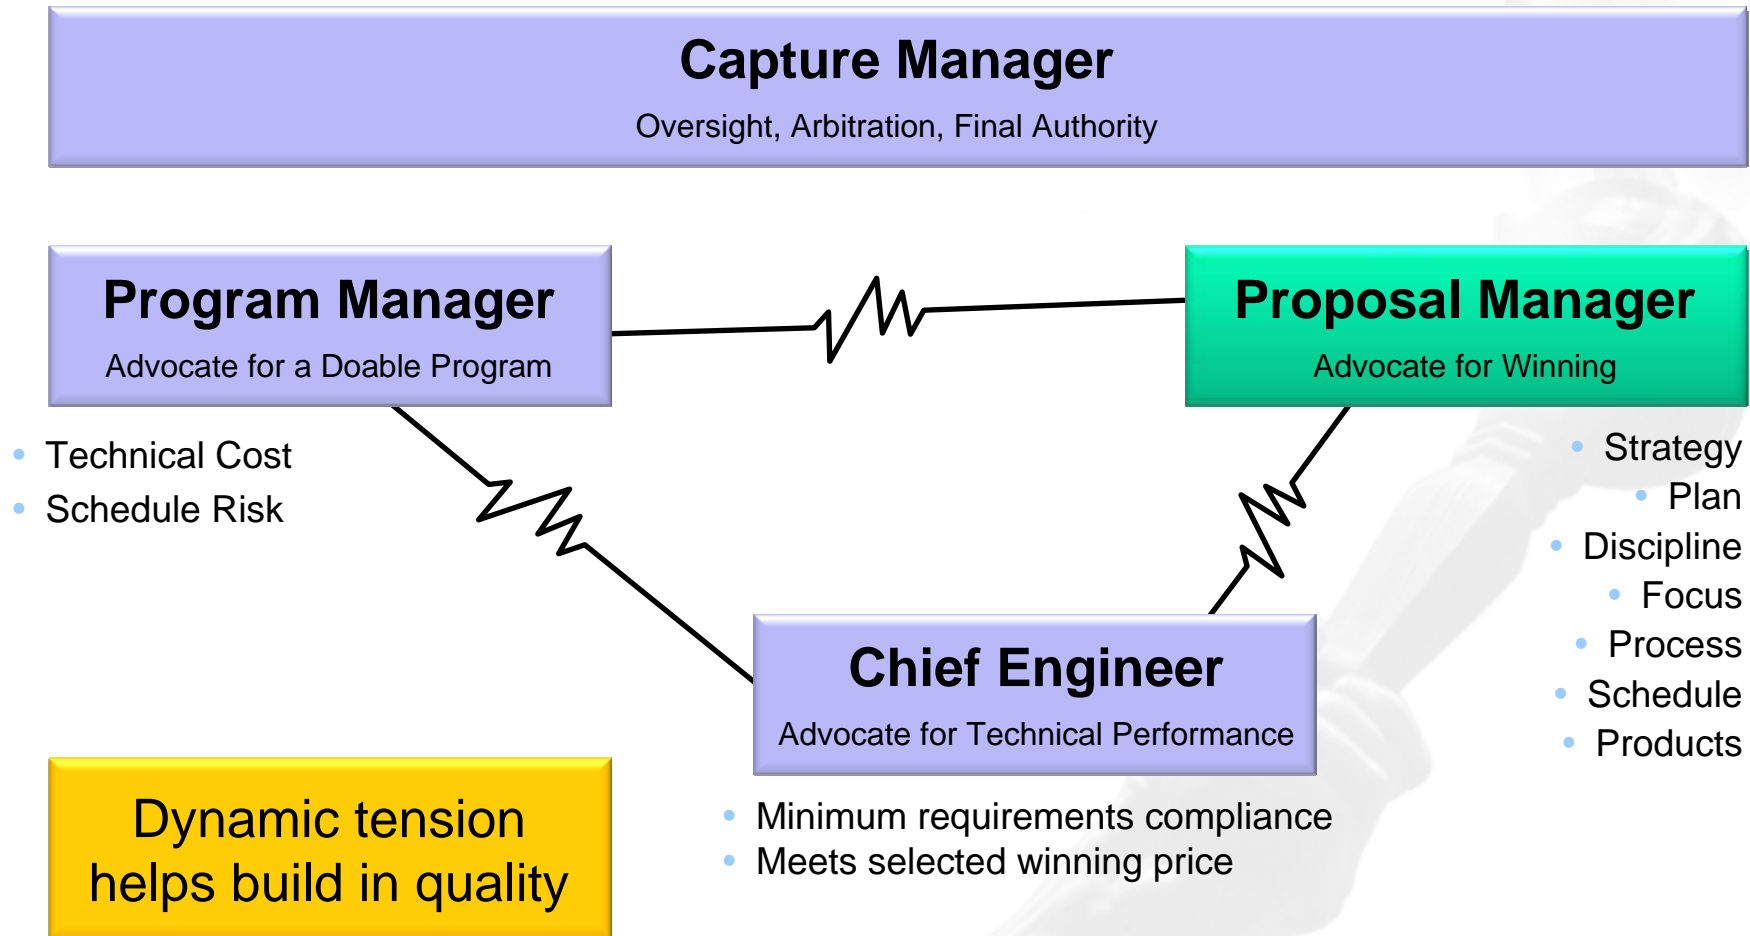 Capture Manager
Oversight, Arbitration, Final Authority
Program Manager
Advocate for a Doable Program
• Technical Cost
• Schedule Risk
Proposal Manager
Advocate for Winning
• Strategy
• Plan
• Discipline
• Focus
• Process
• Schedule
• Products
Chief Engineer
Advocate for Technical Performance
• Minimum requirements compliance
• Meets selected winning price
Dynamic tension
helps build in quality